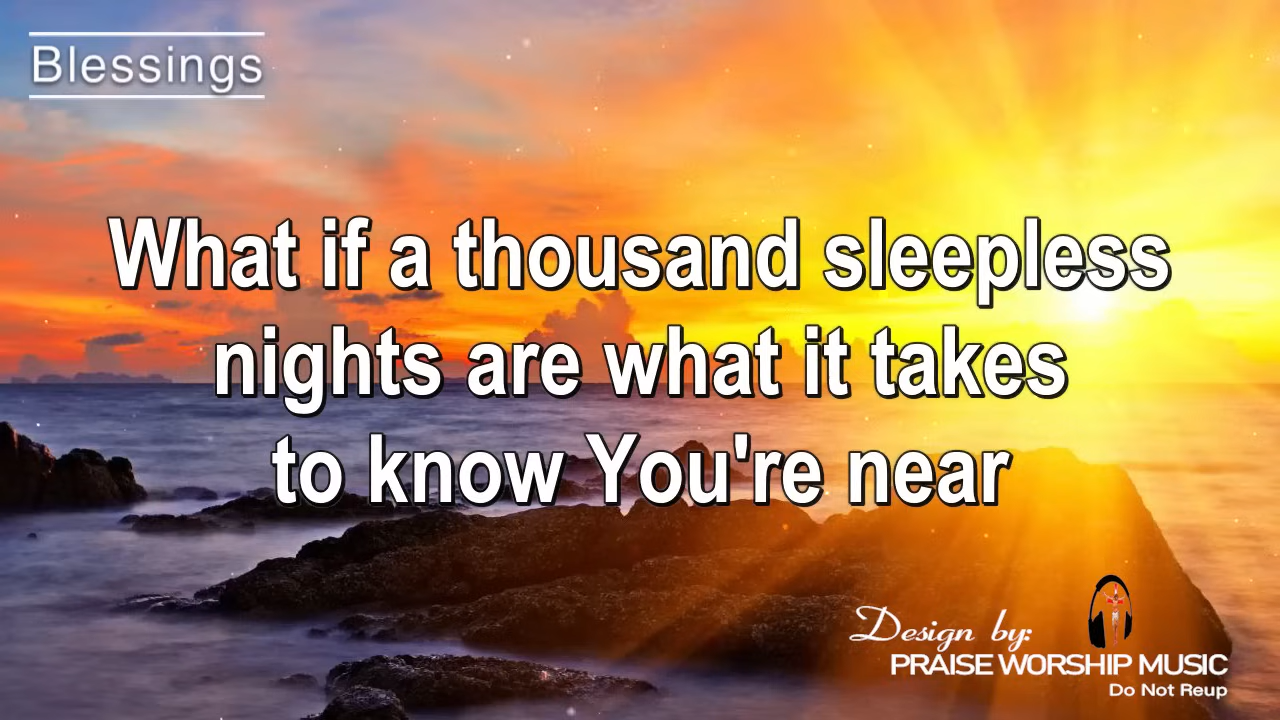 Blessings
What if a thousand sleepless
nights are what it takes
to know You're near
Design by:
PRAISE WORSHIP MUSIC
Do Not Reup